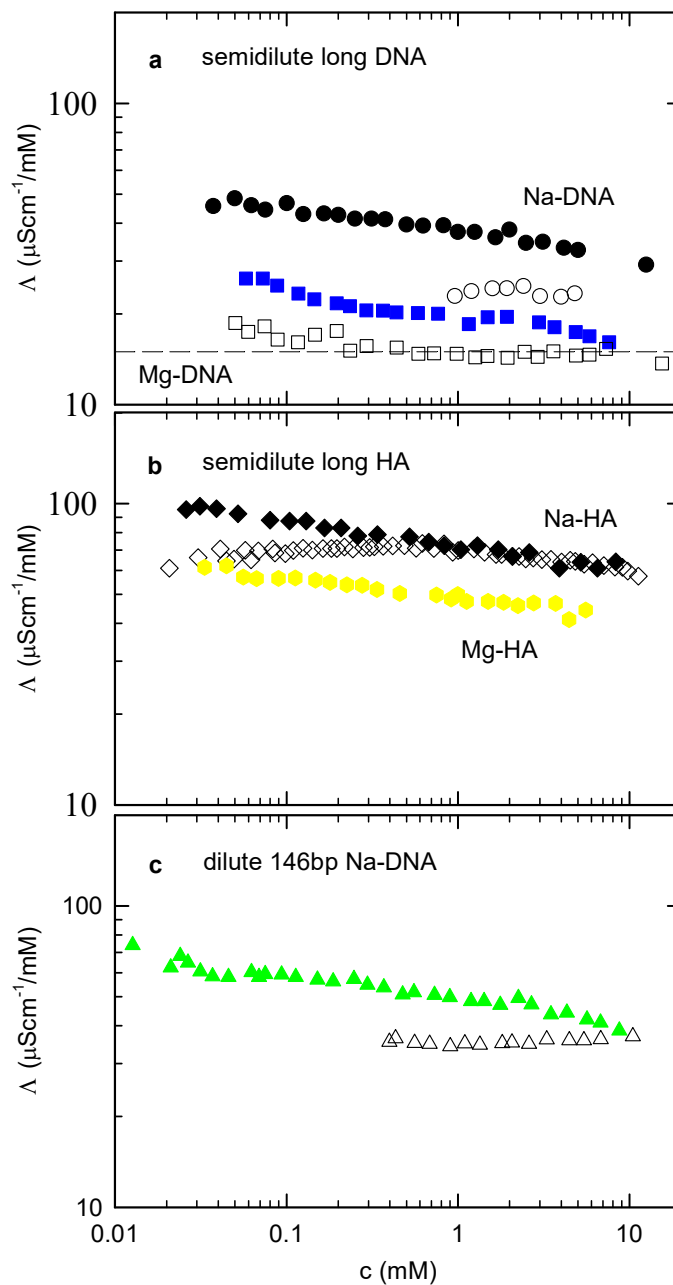 a semidilute long DNA
100
Na-DNA
Λ (μScm⁻¹/mM)
Mg-DNA
10
b semidilute long HA
100
Na-HA
Λ (μScm⁻¹/mM)
Mg-HA
10
c dilute 146bp Na-DNA
100
Λ (μScm⁻¹/mM)
10
0.01 0.1 1 10
c (mM)